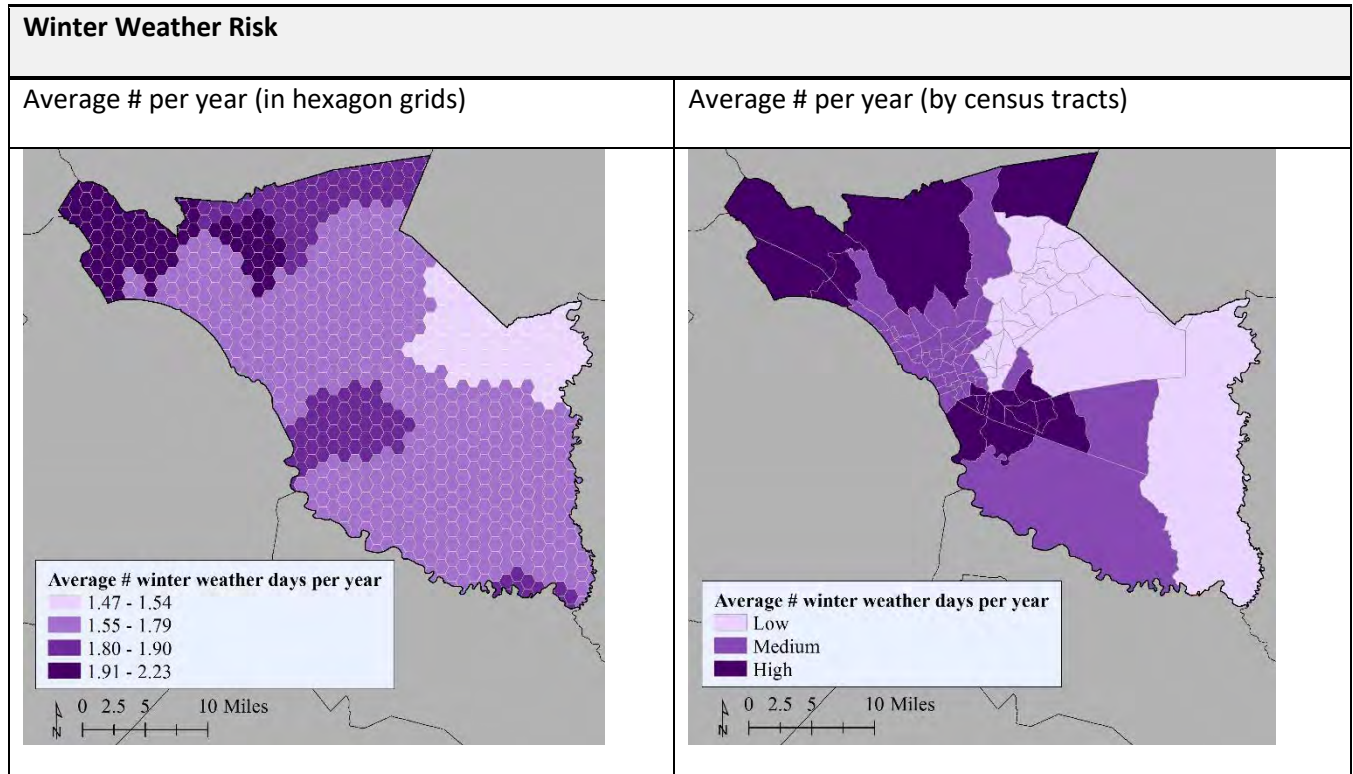 Winter Weather Risk
Average # per year (in hexagon grids)
Average # per year (by census tracts)
Average # winter weather days per year
1.47 - 1.54
1.55 - 1.79
1.80 - 1.90
1.91 - 2.23
N
0 2.5 5 10 Miles
Average # winter weather days per year
Low
Medium
High
N
0 2.5 5 10 Miles